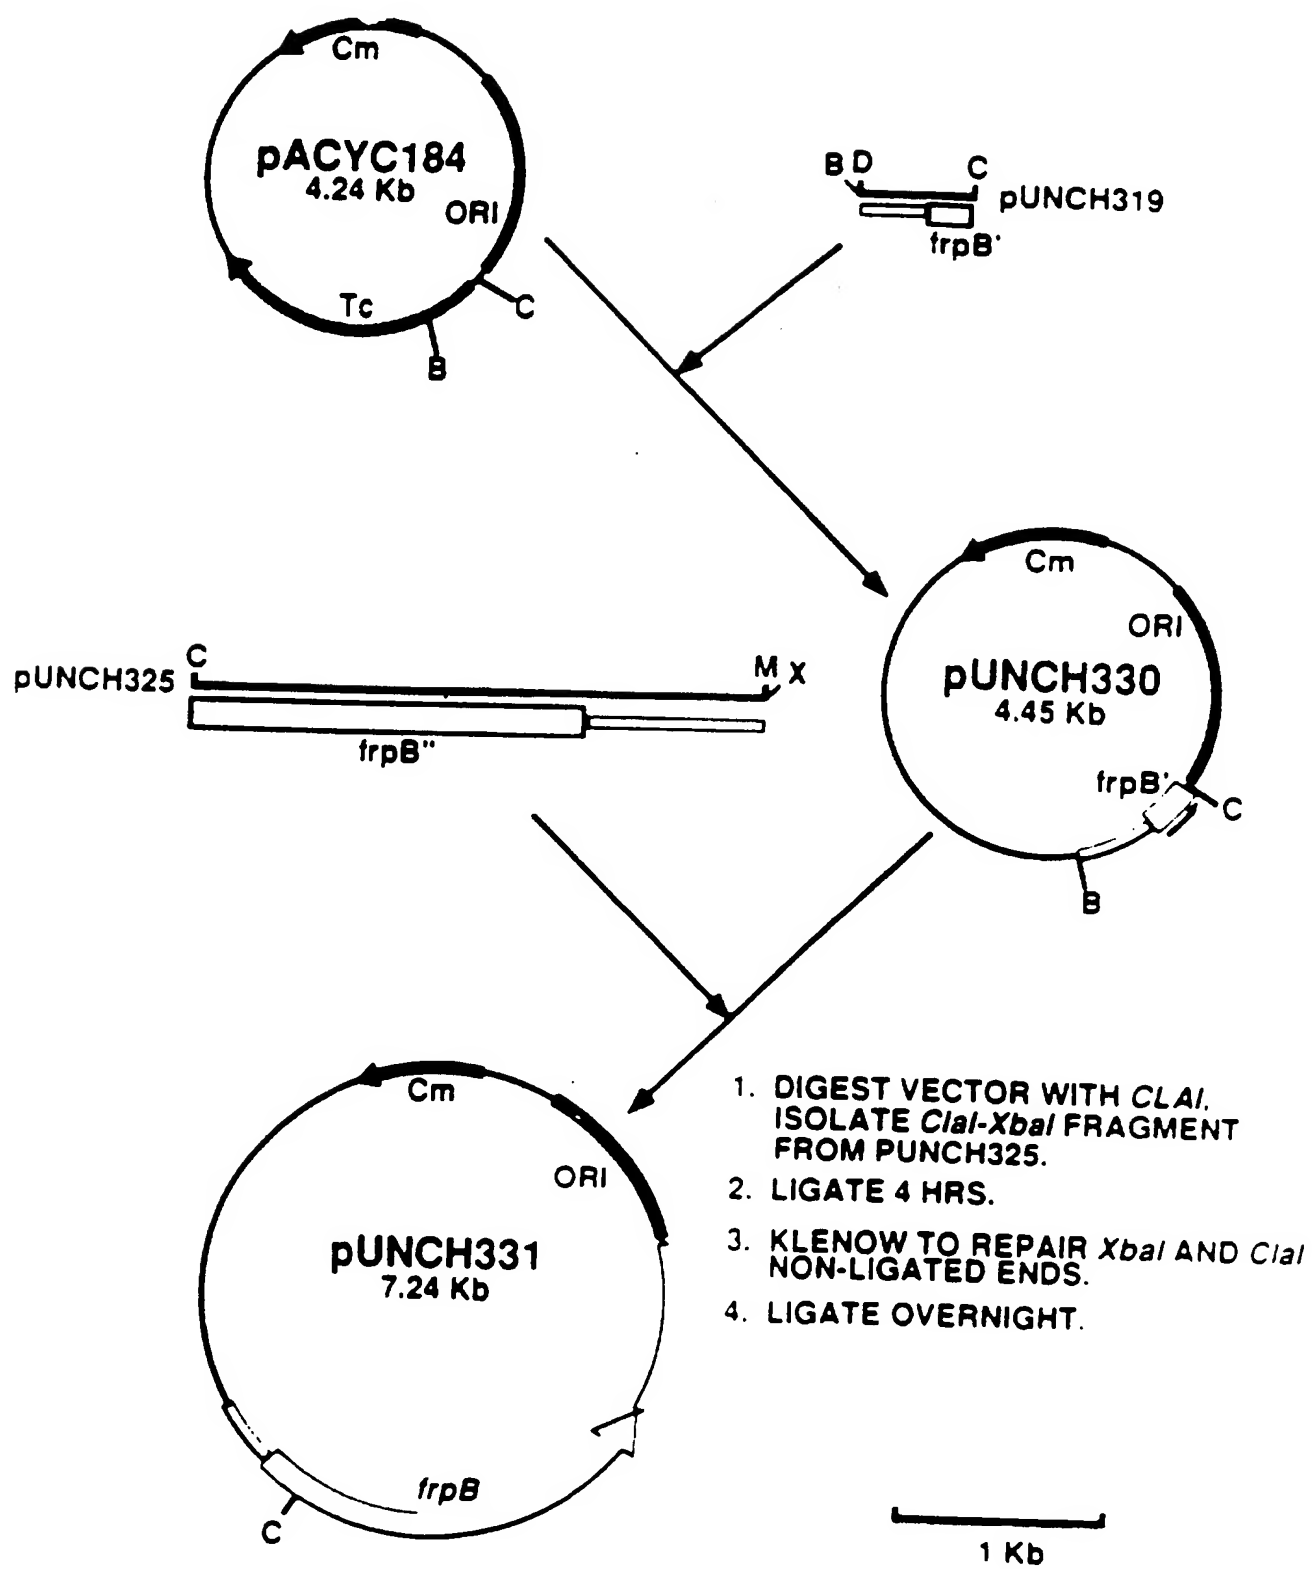 Cm
pACYC184
4.24 Kb
ORI
Tc
C
B
B D
C
pUNCH319
frpB'
Cm
ORI
pUNCH330
4.45 Kb
frpB'
C
B
pUNCH325
C
M X
frpB"
Cm
ORI
pUNCH331
7.24 Kb
frpB
C
1. DIGEST VECTOR WITH CLAI.
ISOLATE ClaI-XbaI FRAGMENT
FROM PUNCH325.
2. LIGATE 4 HRS.
3. KLENOW TO REPAIR XbaI AND ClaI
NON-LIGATED ENDS.
4. LIGATE OVERNIGHT.
1 Kb